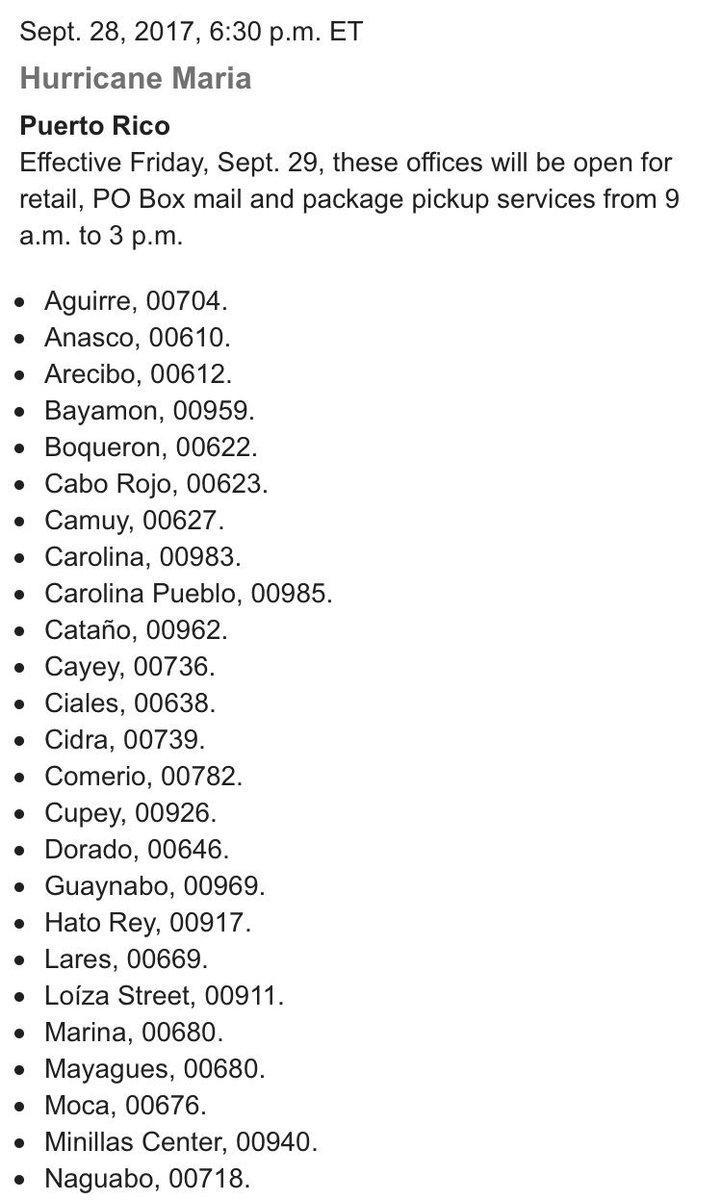 Sept. 28, 2017, 6:30 p.m. ET
Hurricane Maria
Puerto Rico
Effective Friday, Sept. 29, these offices will be open for
retail, PO Box mail and package pickup services from 9
a.m. to 3 p.m.
• Aguirre, 00704.
• Anasco, 00610.
• Arecibo, 00612.
• Bayamon, 00959.
• Boqueron, 00622.
• Cabo Rojo, 00623.
• Camuy, 00627.
• Carolina, 00983.
• Carolina Pueblo, 00985.
• Cataño, 00962.
• Cayey, 00736.
• Ciales, 00638.
• Cidra, 00739.
• Comerio, 00782.
• Cupey, 00926.
• Dorado, 00646.
• Guaynabo, 00969.
• Hato Rey, 00917.
• Lares, 00669.
• Loíza Street, 00911.
• Marina, 00680.
• Mayagues, 00680.
• Moca, 00676.
• Minillas Center, 00940.
• Naguabo, 00718.